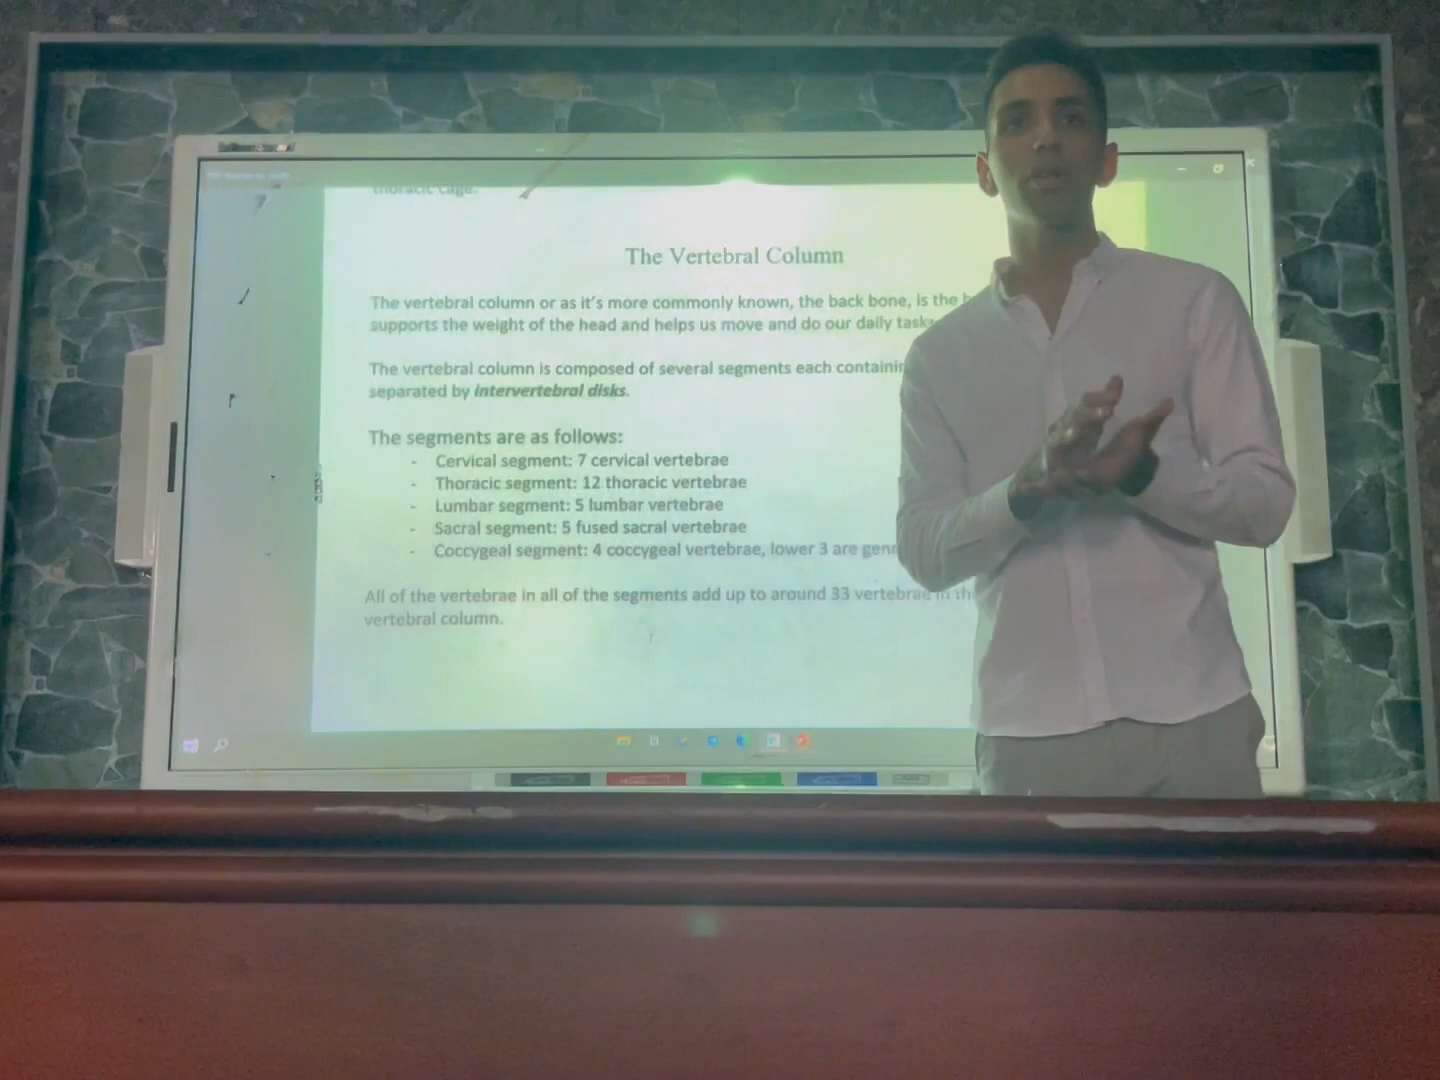 thoracic cage.
The Vertebral Column
The vertebral column or as it's more commonly known, the back bone, is the
supports the weight of the head and helps us move and do our daily
The vertebral column is composed of several segments each
separated by intervertebral disks.
The segments are as follows:
- Cervical segment: 7 cervical vertebrae
- Thoracic segment: 12 thoracic vertebrae
- Lumbar segment: 5 lumbar vertebrae
- Sacral segment: 5 fused sacral vertebrae
- Coccygeal segment: 4 coccygeal vertebrae, lower 3 are
All of the vertebrae in all of the segments add up to around 33 vertebrae in
vertebral column.